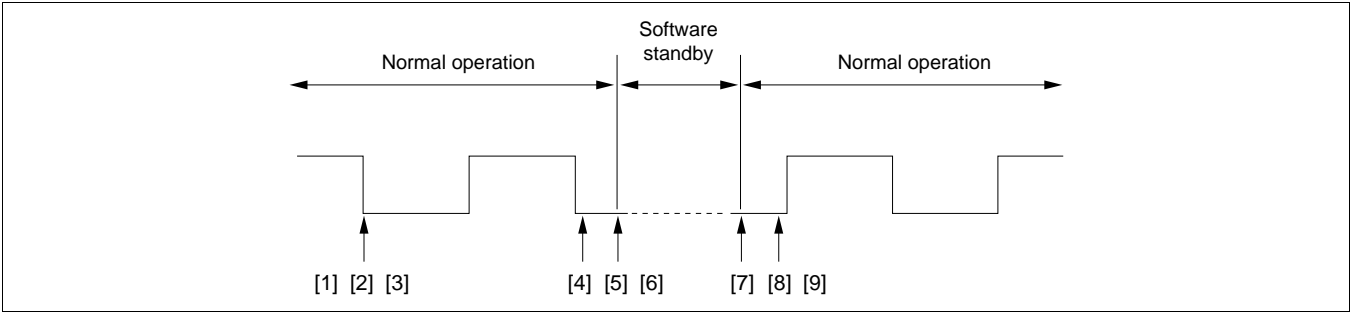 Software
standby
Normal operation
Normal operation
[1] [2] [3]
[4] [5] [6]
[7] [8] [9]